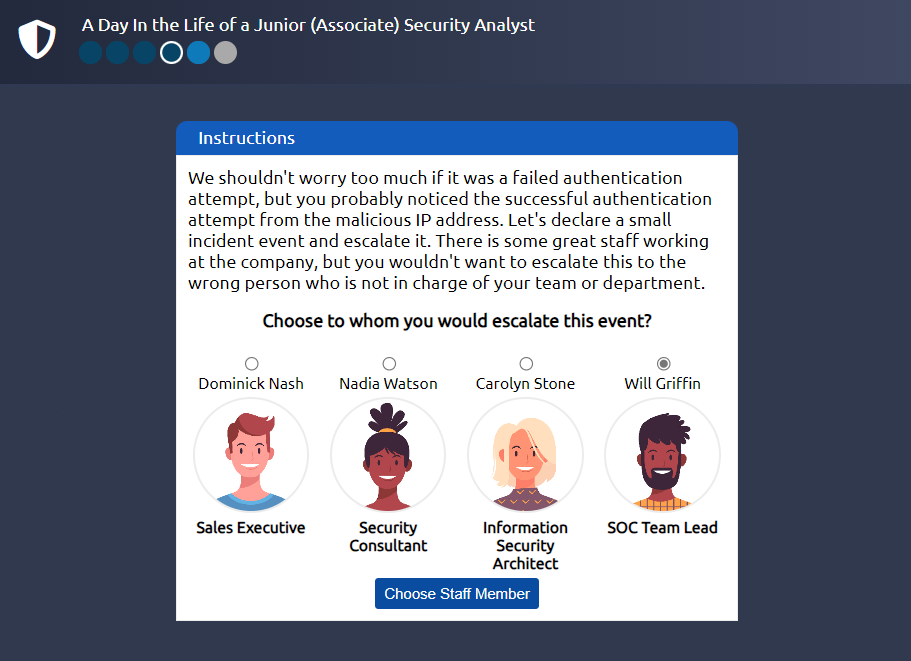 A Day In the Life of a Junior (Associate) Security Analyst
Instructions
We shouldn't worry too much if it was a failed authentication
attempt, but you probably noticed the successful authentication
attempt from the malicious IP address. Let's declare a small
incident event and escalate it. There is some great staff working
at the company, but you wouldn't want to escalate this to the
wrong person who is not in charge of your team or department.
Choose to whom you would escalate this event?
Dominick Nash
Nadia Watson
Carolyn Stone
Will Griffin
Sales Executive
Security
Consultant
Information
Security
Architect
SOC Team Lead
Choose Staff Member